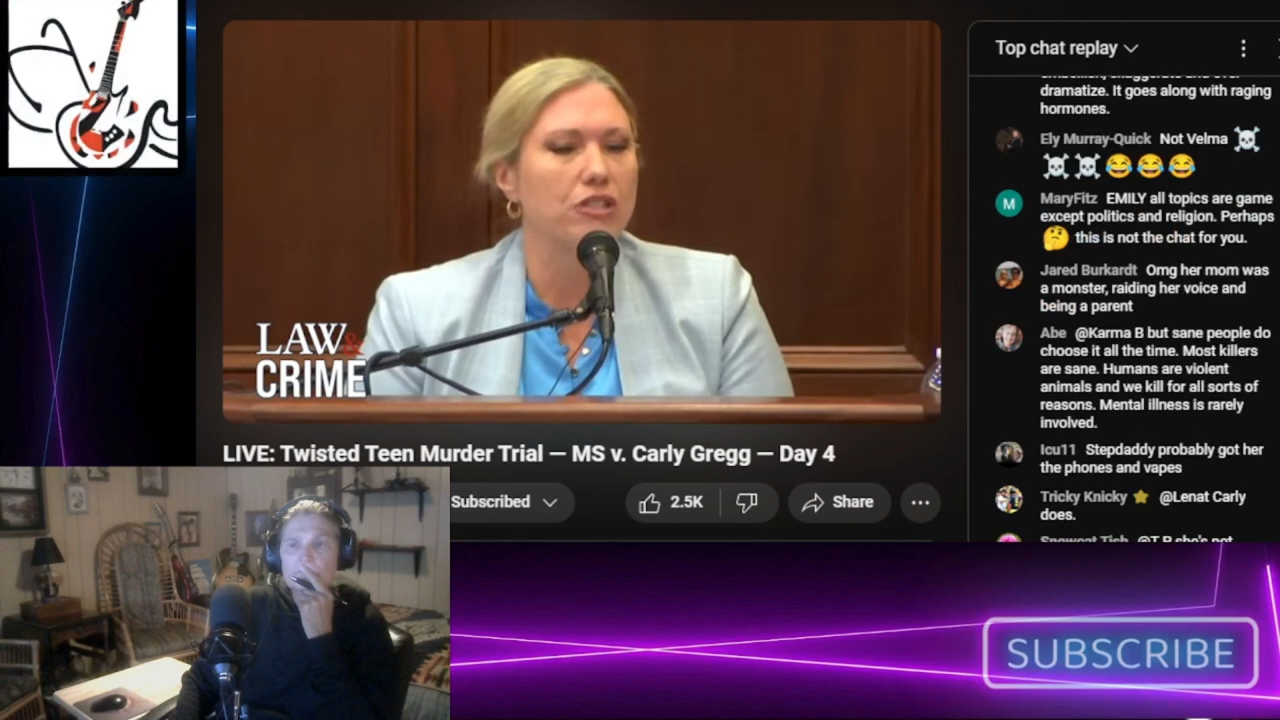 Top chat replay
dramatize. It goes along with raging
hormones.
Ely Murray-Quick Not Velma ☠️
☠️☠️😂😂😂
M
MaryFitz EMILY all topics are game
except politics and religion. Perhaps
🤔 this is not the chat for you.
Jared Burkardt Omg her mom was
a monster, raiding her voice and
being a parent
Abe @Karma B but sane people do
choose it all the time. Most killers
are sane. Humans are violent
animals and we kill for all sorts of
reasons. Mental illness is rarely
involved.
Icu11 Stepdaddy probably got her
the phones and vapes
Tricky Knicky ⭐ @Lenat Carly
does.
LAW&
CRIME
LIVE: Twisted Teen Murder Trial — MS v. Carly Gregg — Day 4
Subscribed
2.5K
Share
SUBSCRIBE